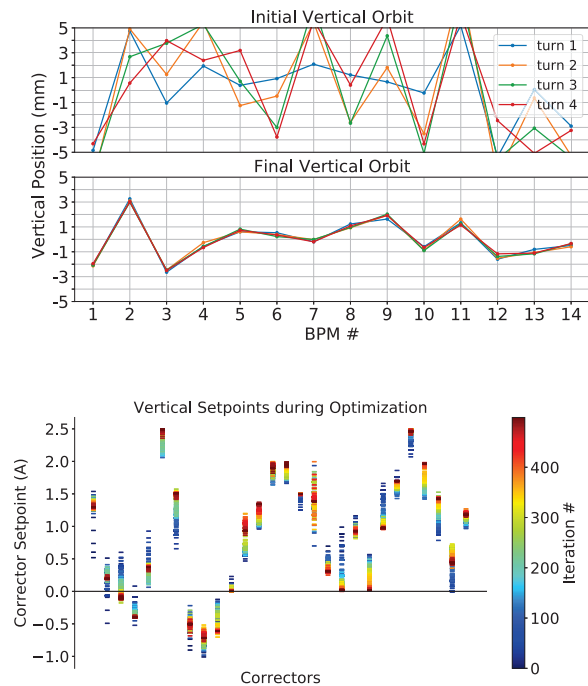 Initial Vertical Orbit
5
3
1
-1
-3
-5
turn 1
turn 2
turn 3
turn 4
Vertical Position (mm)
Final Vertical Orbit
5
3
1
-1
-3
-5
1 2 3 4 5 6 7 8 9 10 11 12 13 14
BPM #
Vertical Setpoints during Optimization
Corrector Setpoint (A)
2.5
2.0
1.5
1.0
0.5
0.0
−0.5
−1.0
Correctors
400
300
200
100
0
Iteration #